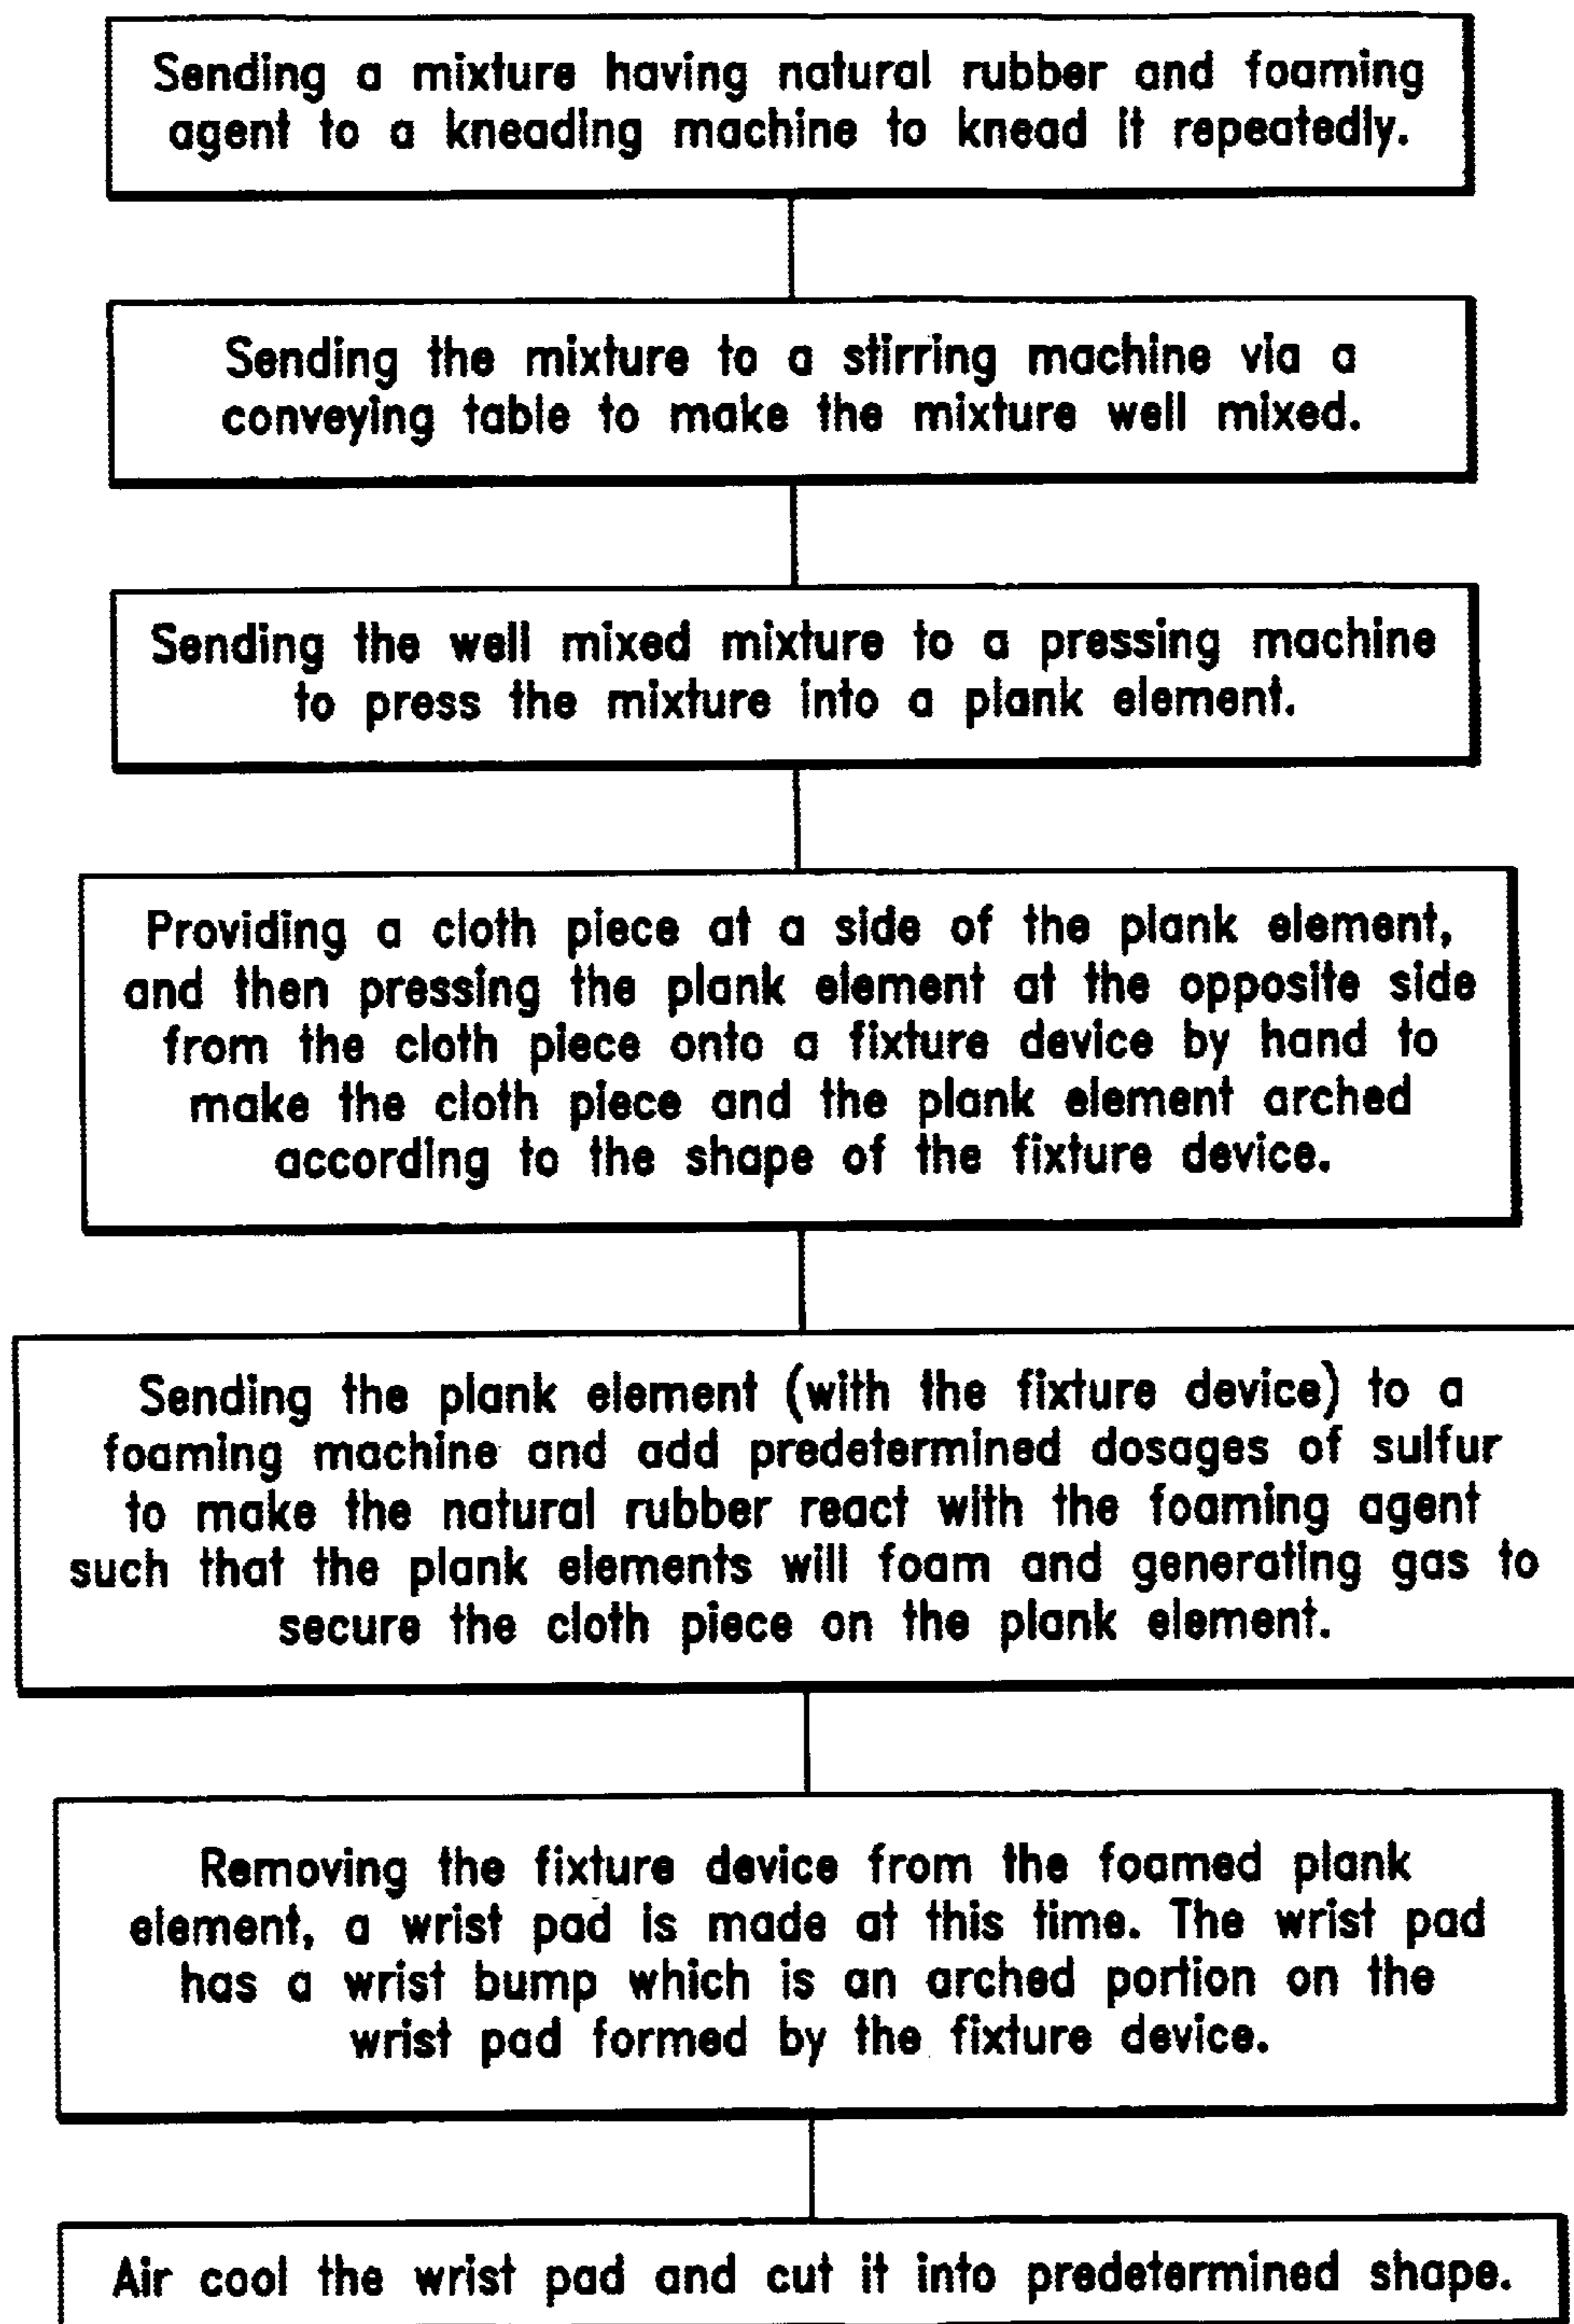 Sending a mixture having natural rubber and foaming
agent to a kneading machine to knead it repeatedly.
Sending the mixture to a stirring machine via a
conveying table to make the mixture well mixed.
Sending the well mixed mixture to a pressing machine
to press the mixture into a plank element.
Providing a cloth piece at a side of the plank element,
and then pressing the plank element at the opposite side
from the cloth piece onto a fixture device by hand to
make the cloth piece and the plank element arched
according to the shape of the fixture device.
Sending the plank element (with the fixture device) to a
foaming machine and add predetermined dosages of sulfur
to make the natural rubber react with the foaming agent
such that the plank elements will foam and generating gas to
secure the cloth piece on the plank element.
Removing the fixture device from the foamed plank
element, a wrist pad is made at this time. The wrist pad
has a wrist bump which is an arched portion on the
wrist pad formed by the fixture device.
Air cool the wrist pad and cut it into predetermined shape.